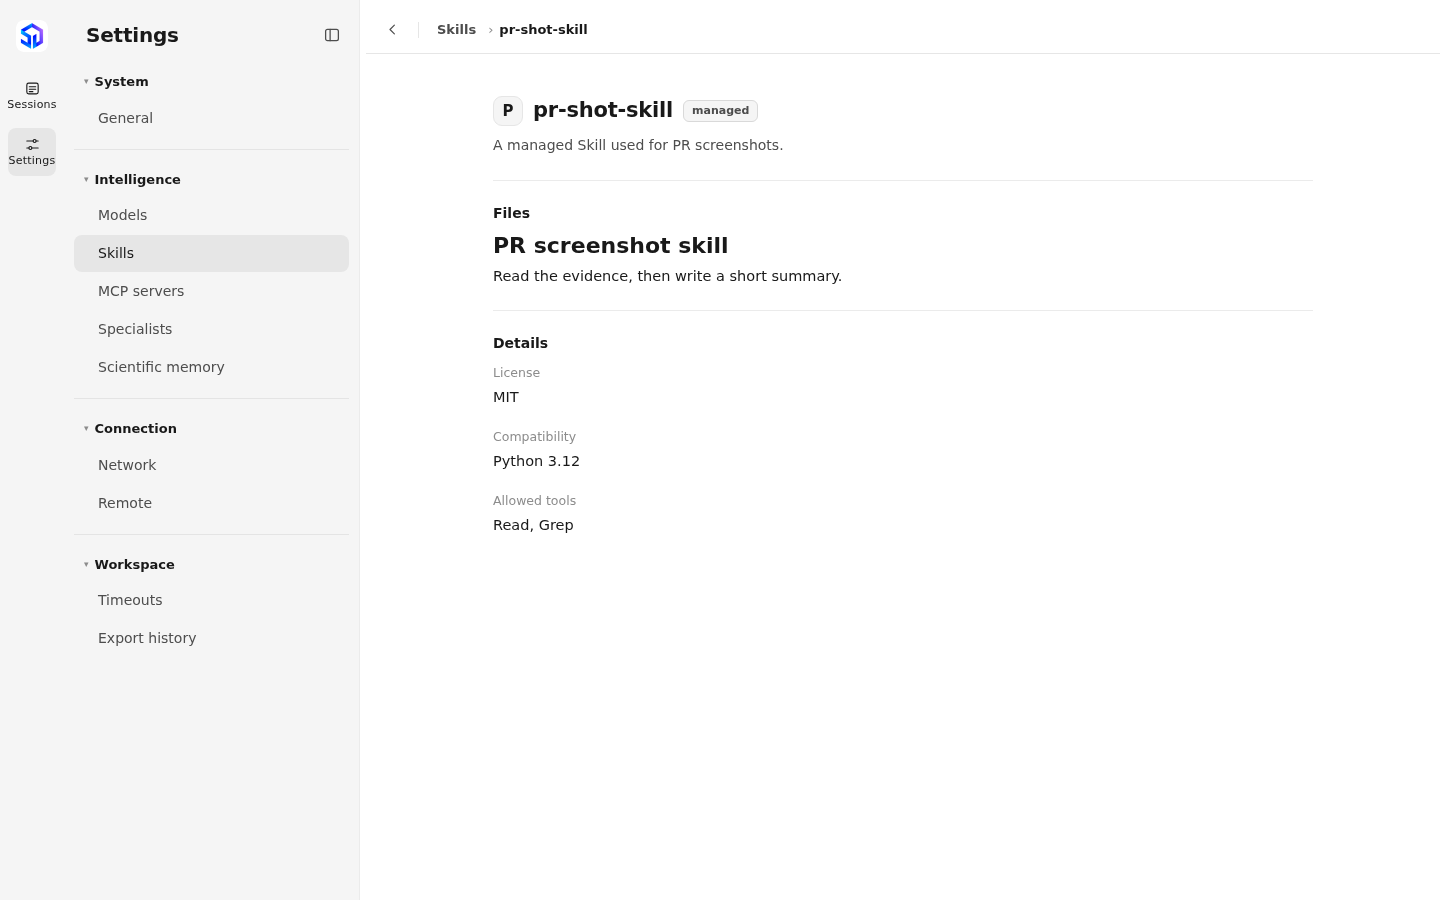 Settings
Sessions
Settings
System
General
Intelligence
Models
Skills
MCP servers
Specialists
Scientific memory
Connection
Network
Remote
Workspace
Timeouts
Export history
Skills › pr-shot-skill
P pr-shot-skill managed
A managed Skill used for PR screenshots.
Files
PR screenshot skill
Read the evidence, then write a short summary.
Details
License
MIT
Compatibility
Python 3.12
Allowed tools
Read, Grep